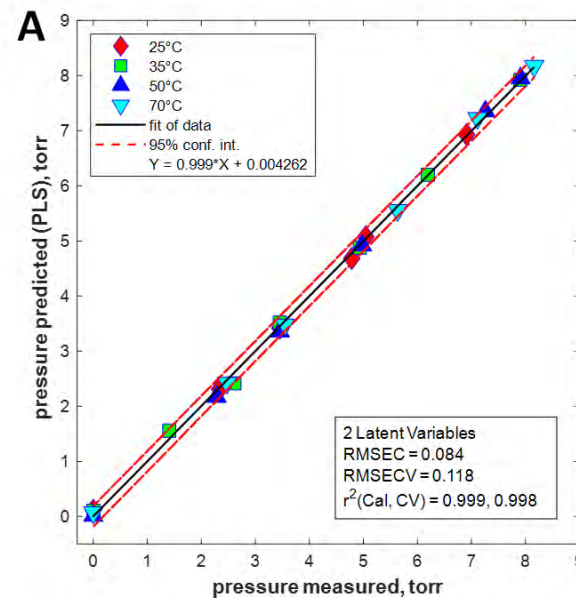 A
25°C
35°C
50°C
70°C
fit of data
95% conf. int.
Y = 0.999*X + 0.004262
9
8
7
6
5
4
3
2
1
0
pressure predicted (PLS), torr
2 Latent Variables
RMSEC = 0.084
RMSECV = 0.118
r²(Cal, CV) = 0.999, 0.998
0 1 2 3 4 5 6 7 8 9
pressure measured, torr